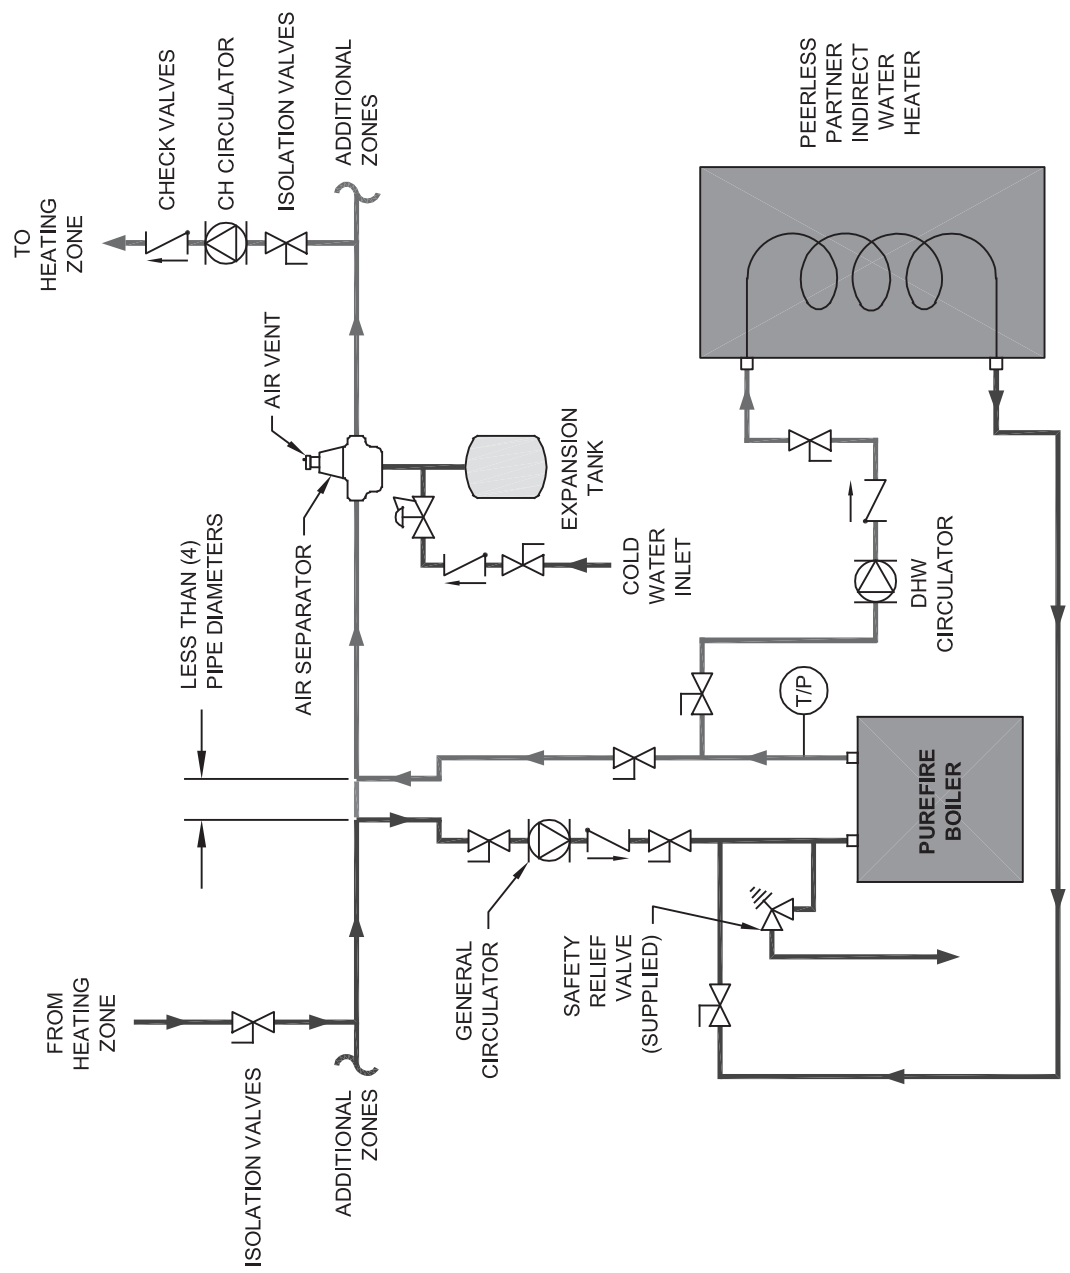 TO
HEATING
ZONE
CHECK VALVES
CH CIRCULATOR
ISOLATION VALVES
ADDITIONAL
ZONES
PEERLESS
PARTNER
INDIRECT
WATER
HEATER
AIR VENT
LESS THAN (4)
PIPE DIAMETERS
AIR SEPARATOR
EXPANSION
TANK
COLD
WATER
INLET
DHW
CIRCULATOR
T/P
PUREFIRE
BOILER
FROM
HEATING
ZONE
ISOLATION VALVES
ADDITIONAL
ZONES
GENERAL
CIRCULATOR
SAFETY
RELIEF
VALVE
(SUPPLIED)